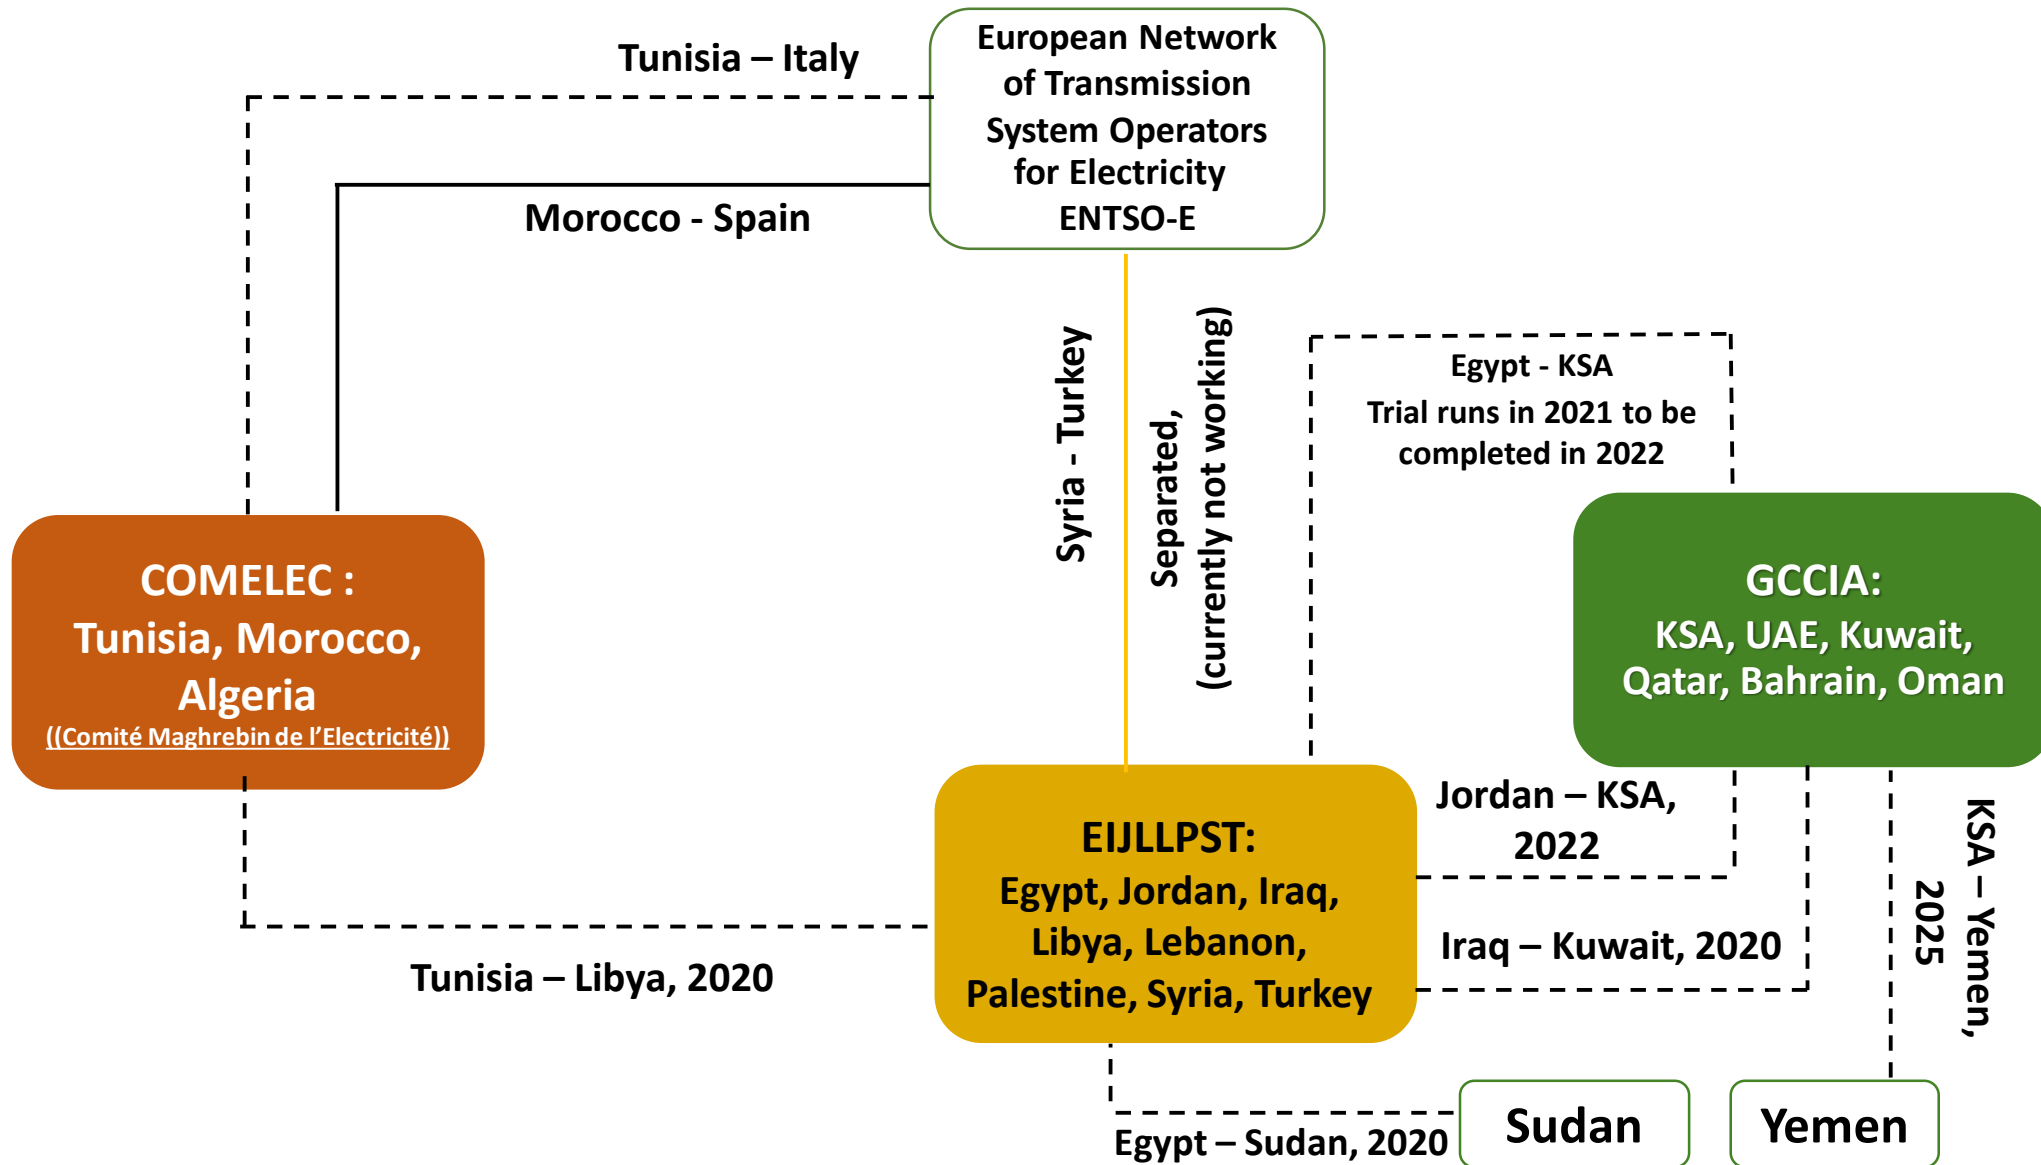 European Network
of Transmission
System Operators
for Electricity
ENTSO-E
Tunisia – Italy
Morocco - Spain
Syria - Turkey
Separated,
(currently not working)
Egypt - KSA
Trial runs in 2021 to be
completed in 2022
COMELEC :
Tunisia, Morocco,
Algeria
((Comité Maghrebin de l’Electricité))
GCCIA:
KSA, UAE, Kuwait,
Qatar, Bahrain, Oman
EIJLLPST:
Egypt, Jordan, Iraq,
Libya, Lebanon,
Palestine, Syria, Turkey
Jordan – KSA,
2022
Iraq – Kuwait, 2020
KSA – Yemen,
2025
Tunisia – Libya, 2020
Egypt – Sudan, 2020
Sudan
Yemen